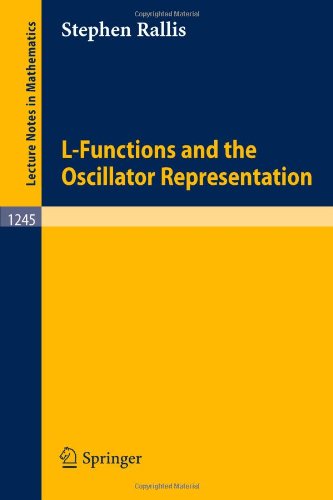 Stephen Rallis
Lecture Notes in Mathematics
L-Functions and the
Oscillator Representation
1245
Springer